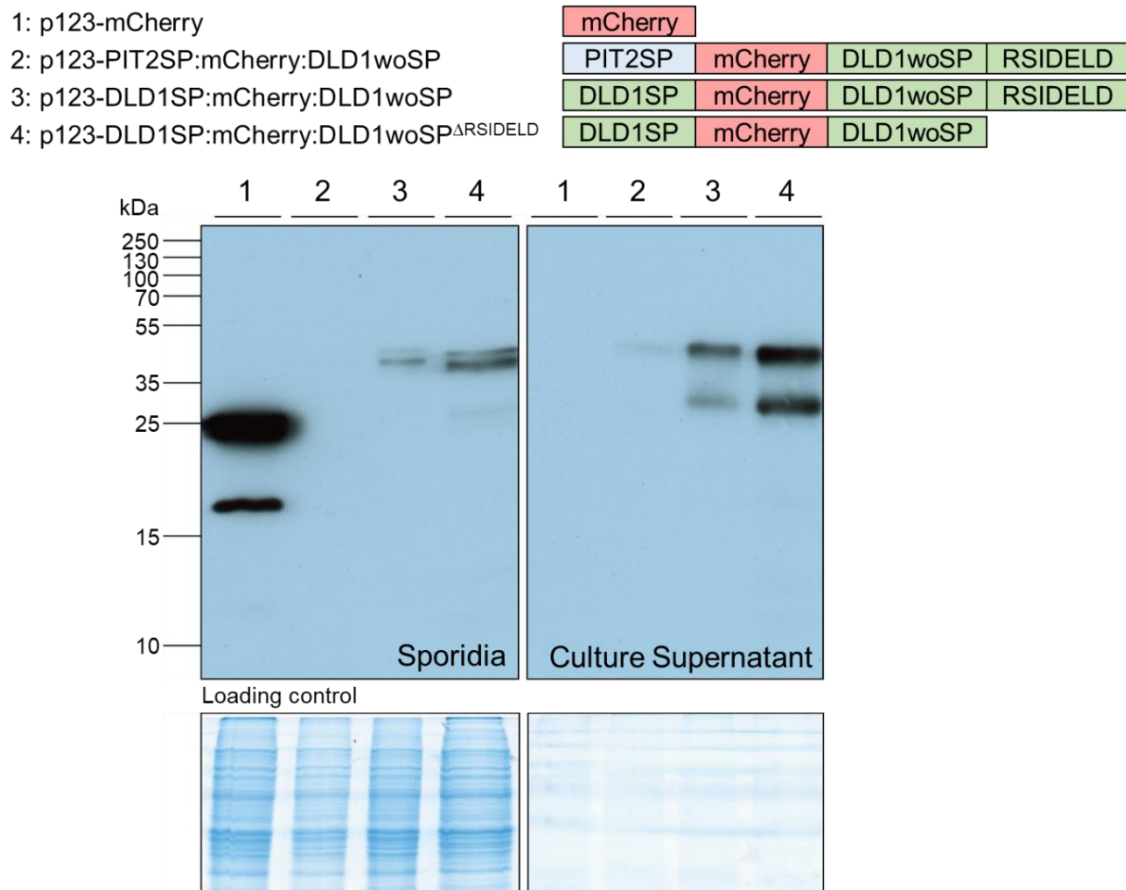 1: p123-mCherry
mCherry
2: p123-PIT2SP:mCherry:DLD1woSP
PIT2SP mCherry DLD1woSP RSIDELD
3: p123-DLD1SP:mCherry:DLD1woSP
DLD1SP mCherry DLD1woSP RSIDELD
4: p123-DLD1SP:mCherry:DLD1woSPΔRSIDELD
DLD1SP mCherry DLD1woSP
1 2 3 4 1 2 3 4
kDa
250
130
100
70
55
35
25
15
10
Sporidia Culture Supernatant
Loading control